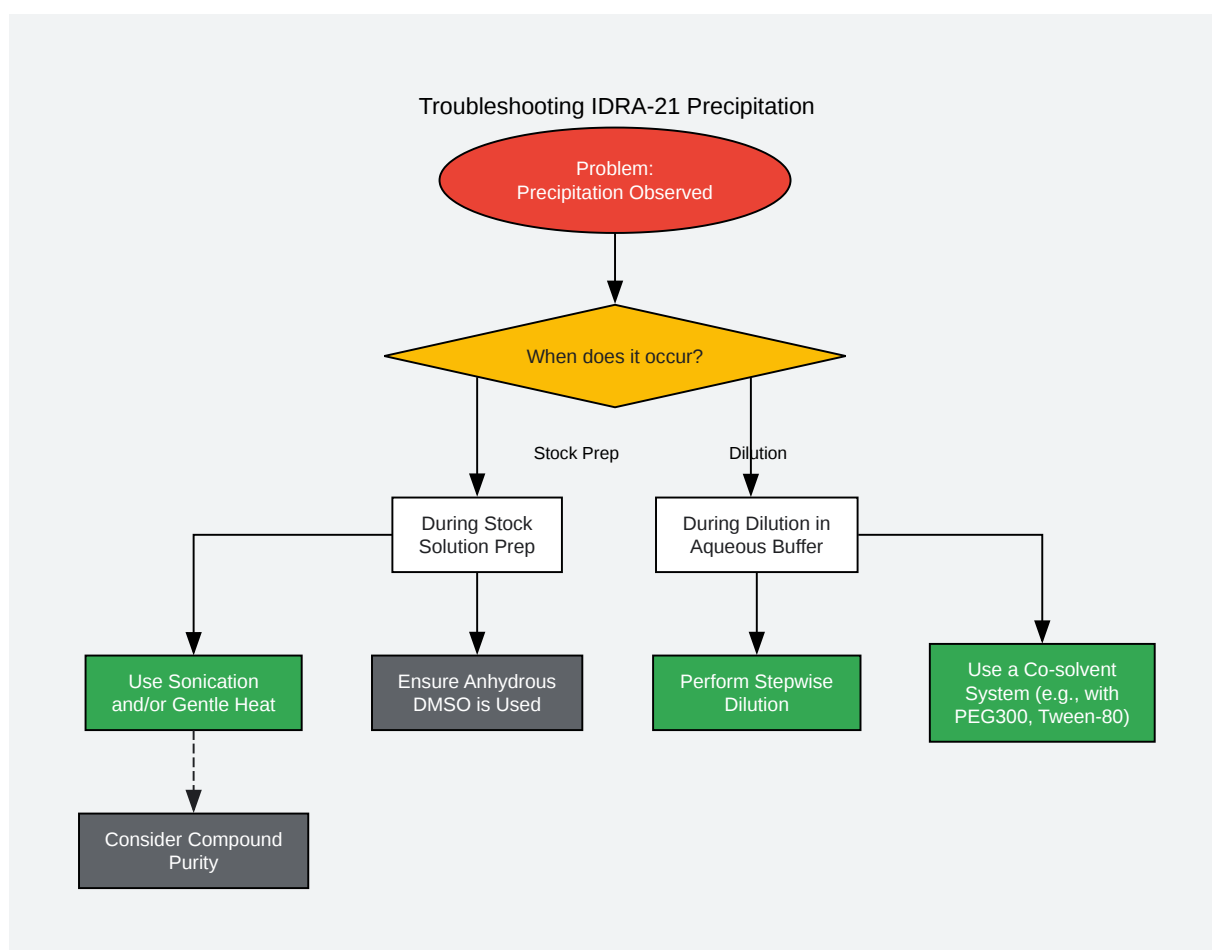 Troubleshooting IDRA-21 Precipitation
Problem:
Precipitation Observed
When does it occur?
Stock Prep
Dilution
During Stock
Solution Prep
During Dilution in
Aqueous Buffer
Use Sonication
and/or Gentle Heat
Ensure Anhydrous
DMSO is Used
Perform Stepwise
Dilution
Use a Co-solvent
System (e.g., with
PEG300, Tween-80)
Consider Compound
Purity